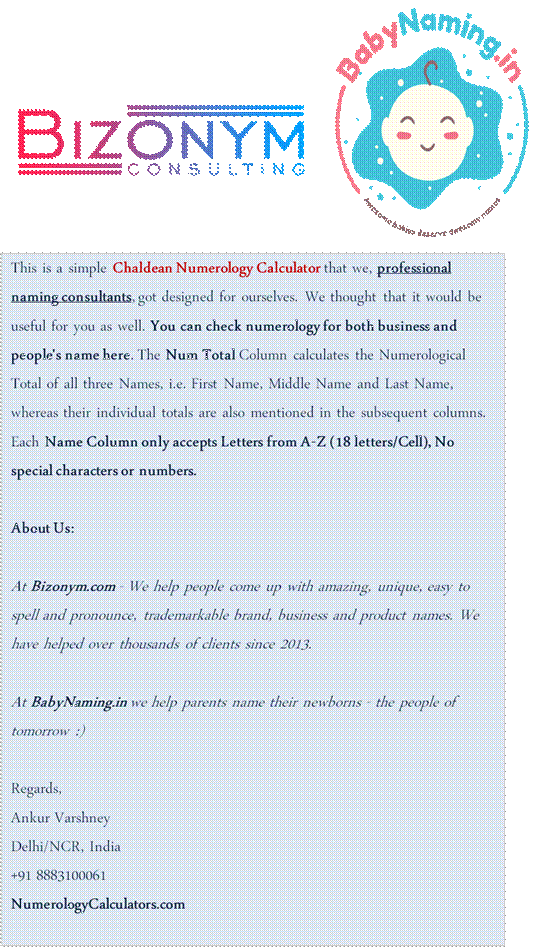 BabyNaming.in
BIZONYM
CONSULTING
Awesome babies deserve awesome names
This is a simple Chaldean Numerology Calculator that we, professional
naming consultants, got designed for ourselves. We thought that it would be
useful for you as well. You can check numerology for both business and
people's name here. The Num Total Column calculates the Numerological
Total of all three Names, i.e. First Name, Middle Name and Last Name,
whereas their individual totals are also mentioned in the subsequent columns.
Each Name Column only accepts Letters from A-Z (18 letters/Cell), No
special characters or numbers.
About Us:
At Bizonym.com - We help people come up with amazing, unique, easy to
spell and pronounce, trademarkable brand, business and product names. We
have helped over thousands of clients since 2013.
At BabyNaming.in we help parents name their newborns - the people of
tomorrow :)
Regards,
Ankur Varshney
Delhi/NCR, India
+91 8883100061
NumerologyCalculators.com